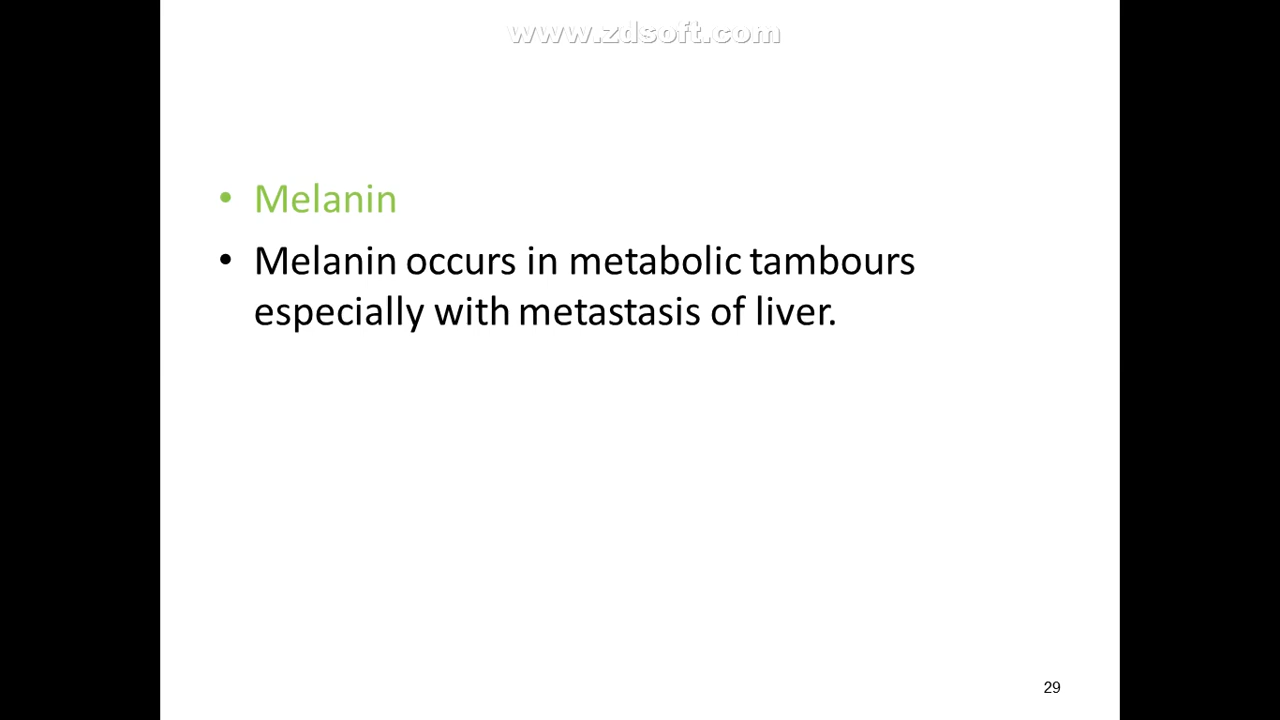 www.zdsoft.com
• Melanin
• Melanin occurs in metabolic tambours
especially with metastasis of liver.
29